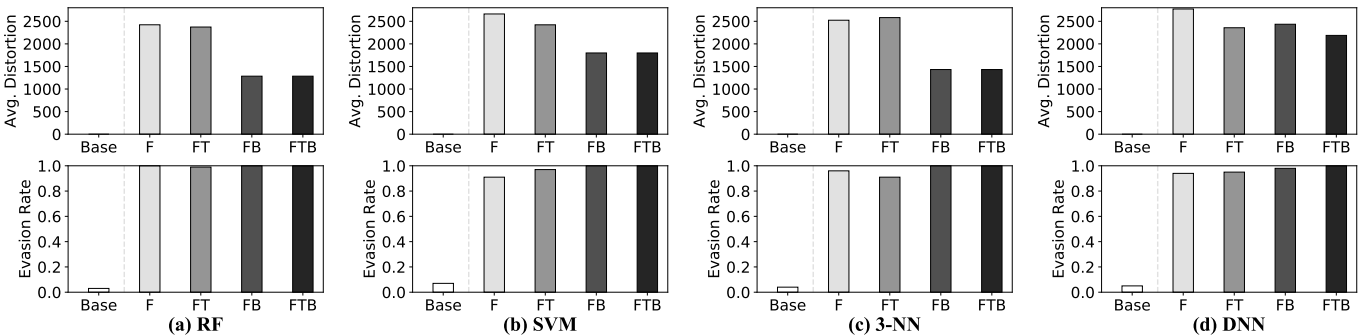 Avg. Distortion
2500
2000
1500
1000
500
0
Base F FT FB FTB
Evasion Rate
1.0
0.8
0.6
0.4
0.2
0.0
Base F FT FB FTB
(a) RF
Avg. Distortion
2500
2000
1500
1000
500
0
Base F FT FB FTB
Evasion Rate
1.0
0.8
0.6
0.4
0.2
0.0
Base F FT FB FTB
(b) SVM
Avg. Distortion
2500
2000
1500
1000
500
0
Base F FT FB FTB
Evasion Rate
1.0
0.8
0.6
0.4
0.2
0.0
Base F FT FB FTB
(c) 3-NN
Avg. Distortion
2500
2000
1500
1000
500
0
Base F FT FB FTB
Evasion Rate
1.0
0.8
0.6
0.4
0.2
0.0
Base F FT FB FTB
(d) DNN